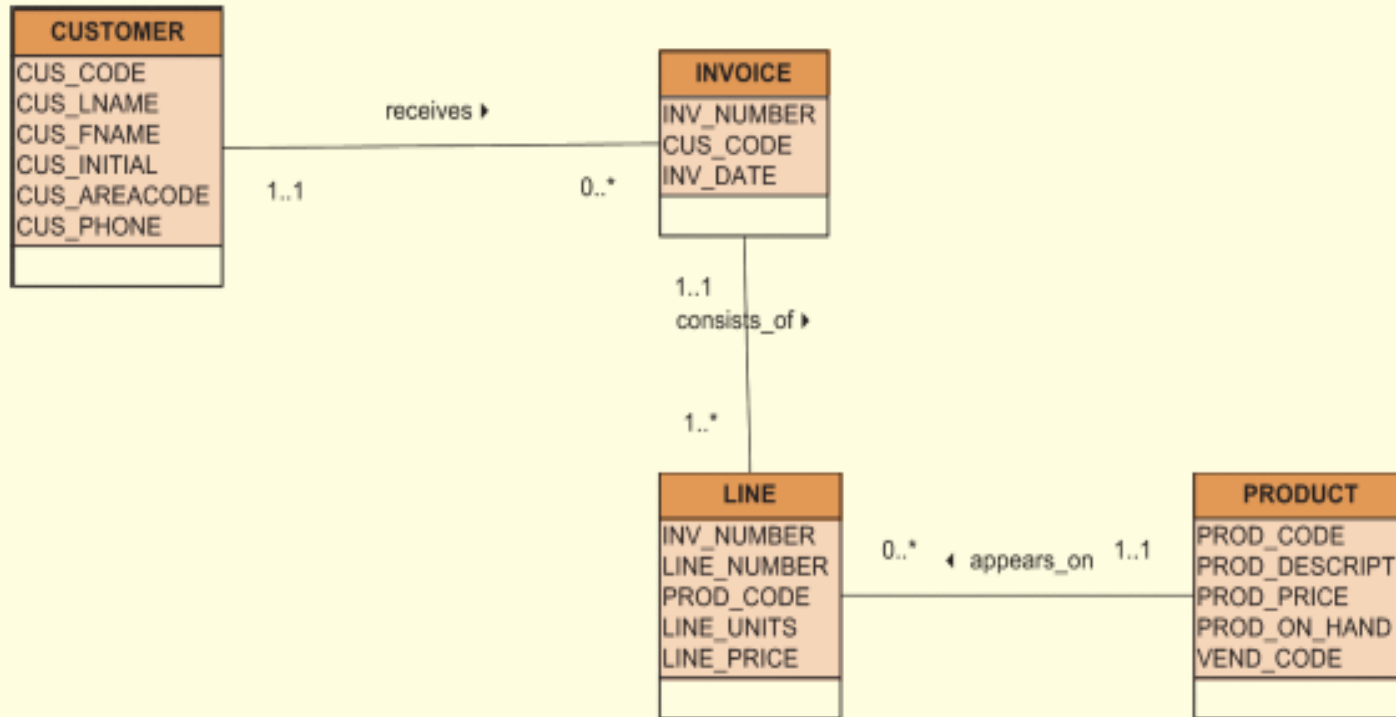 CUSTOMER
CUS_CODE
CUS_LNAME
CUS_FNAME
CUS_INITIAL
CUS_AREACODE
CUS_PHONE
receives
1..1
0..*
INVOICE
INV_NUMBER
CUS_CODE
INV_DATE
1..1
consists_of
1..*
LINE
INV_NUMBER
LINE_NUMBER
PROD_CODE
LINE_UNITS
LINE_PRICE
0..*
appears_on
1..1
PRODUCT
PROD_CODE
PROD_DESCRIPT
PROD_PRICE
PROD_ON_HAND
VEND_CODE